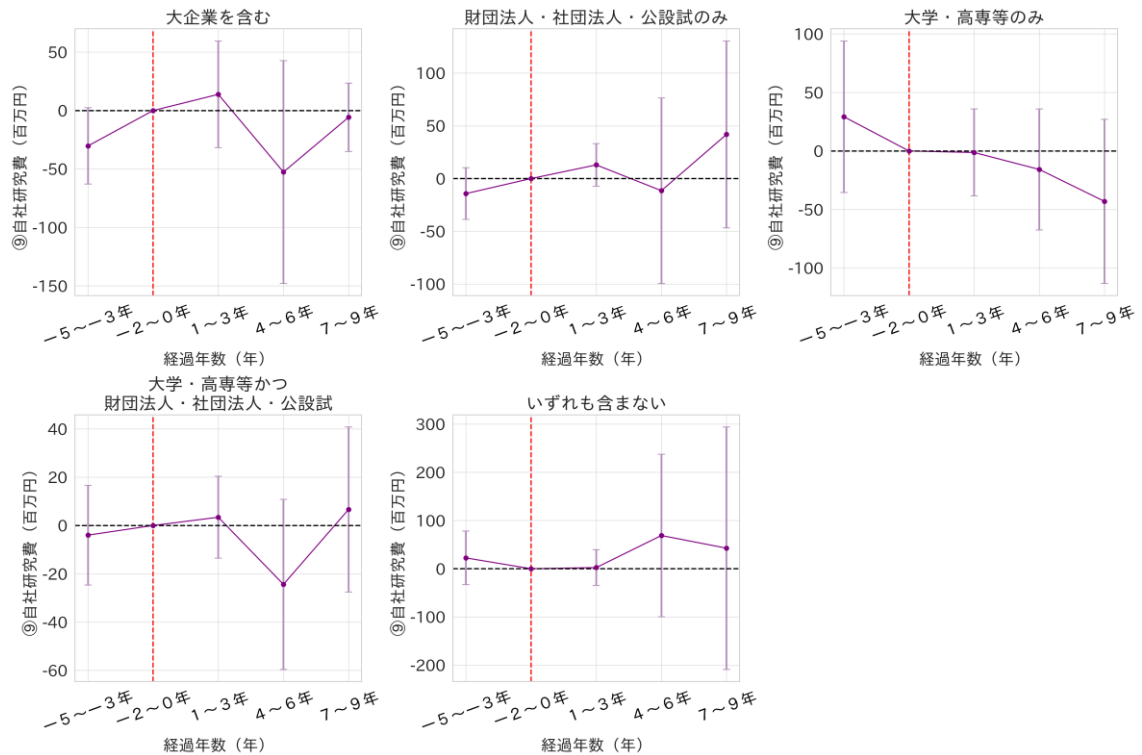 大企業を含む
50
0
-50
-100
-150
⑨自社研究費（百万円）
－5～－3年
－2～0年
1～3年
4～6年
7～9年
経過年数（年）
財団法人・社団法人・公設試のみ
100
50
0
-50
-100
⑨自社研究費（百万円）
－5～－3年
－2～0年
1～3年
4～6年
7～9年
経過年数（年）
大学・高専等のみ
100
50
0
-50
-100
⑨自社研究費（百万円）
－5～－3年
－2～0年
1～3年
4～6年
7～9年
経過年数（年）
大学・高専等かつ
財団法人・社団法人・公設試
40
20
0
-20
-40
-60
⑨自社研究費（百万円）
－5～－3年
－2～0年
1～3年
4～6年
7～9年
経過年数（年）
いずれも含まない
300
200
100
0
-100
-200
⑨自社研究費（百万円）
－5～－3年
－2～0年
1～3年
4～6年
7～9年
経過年数（年）